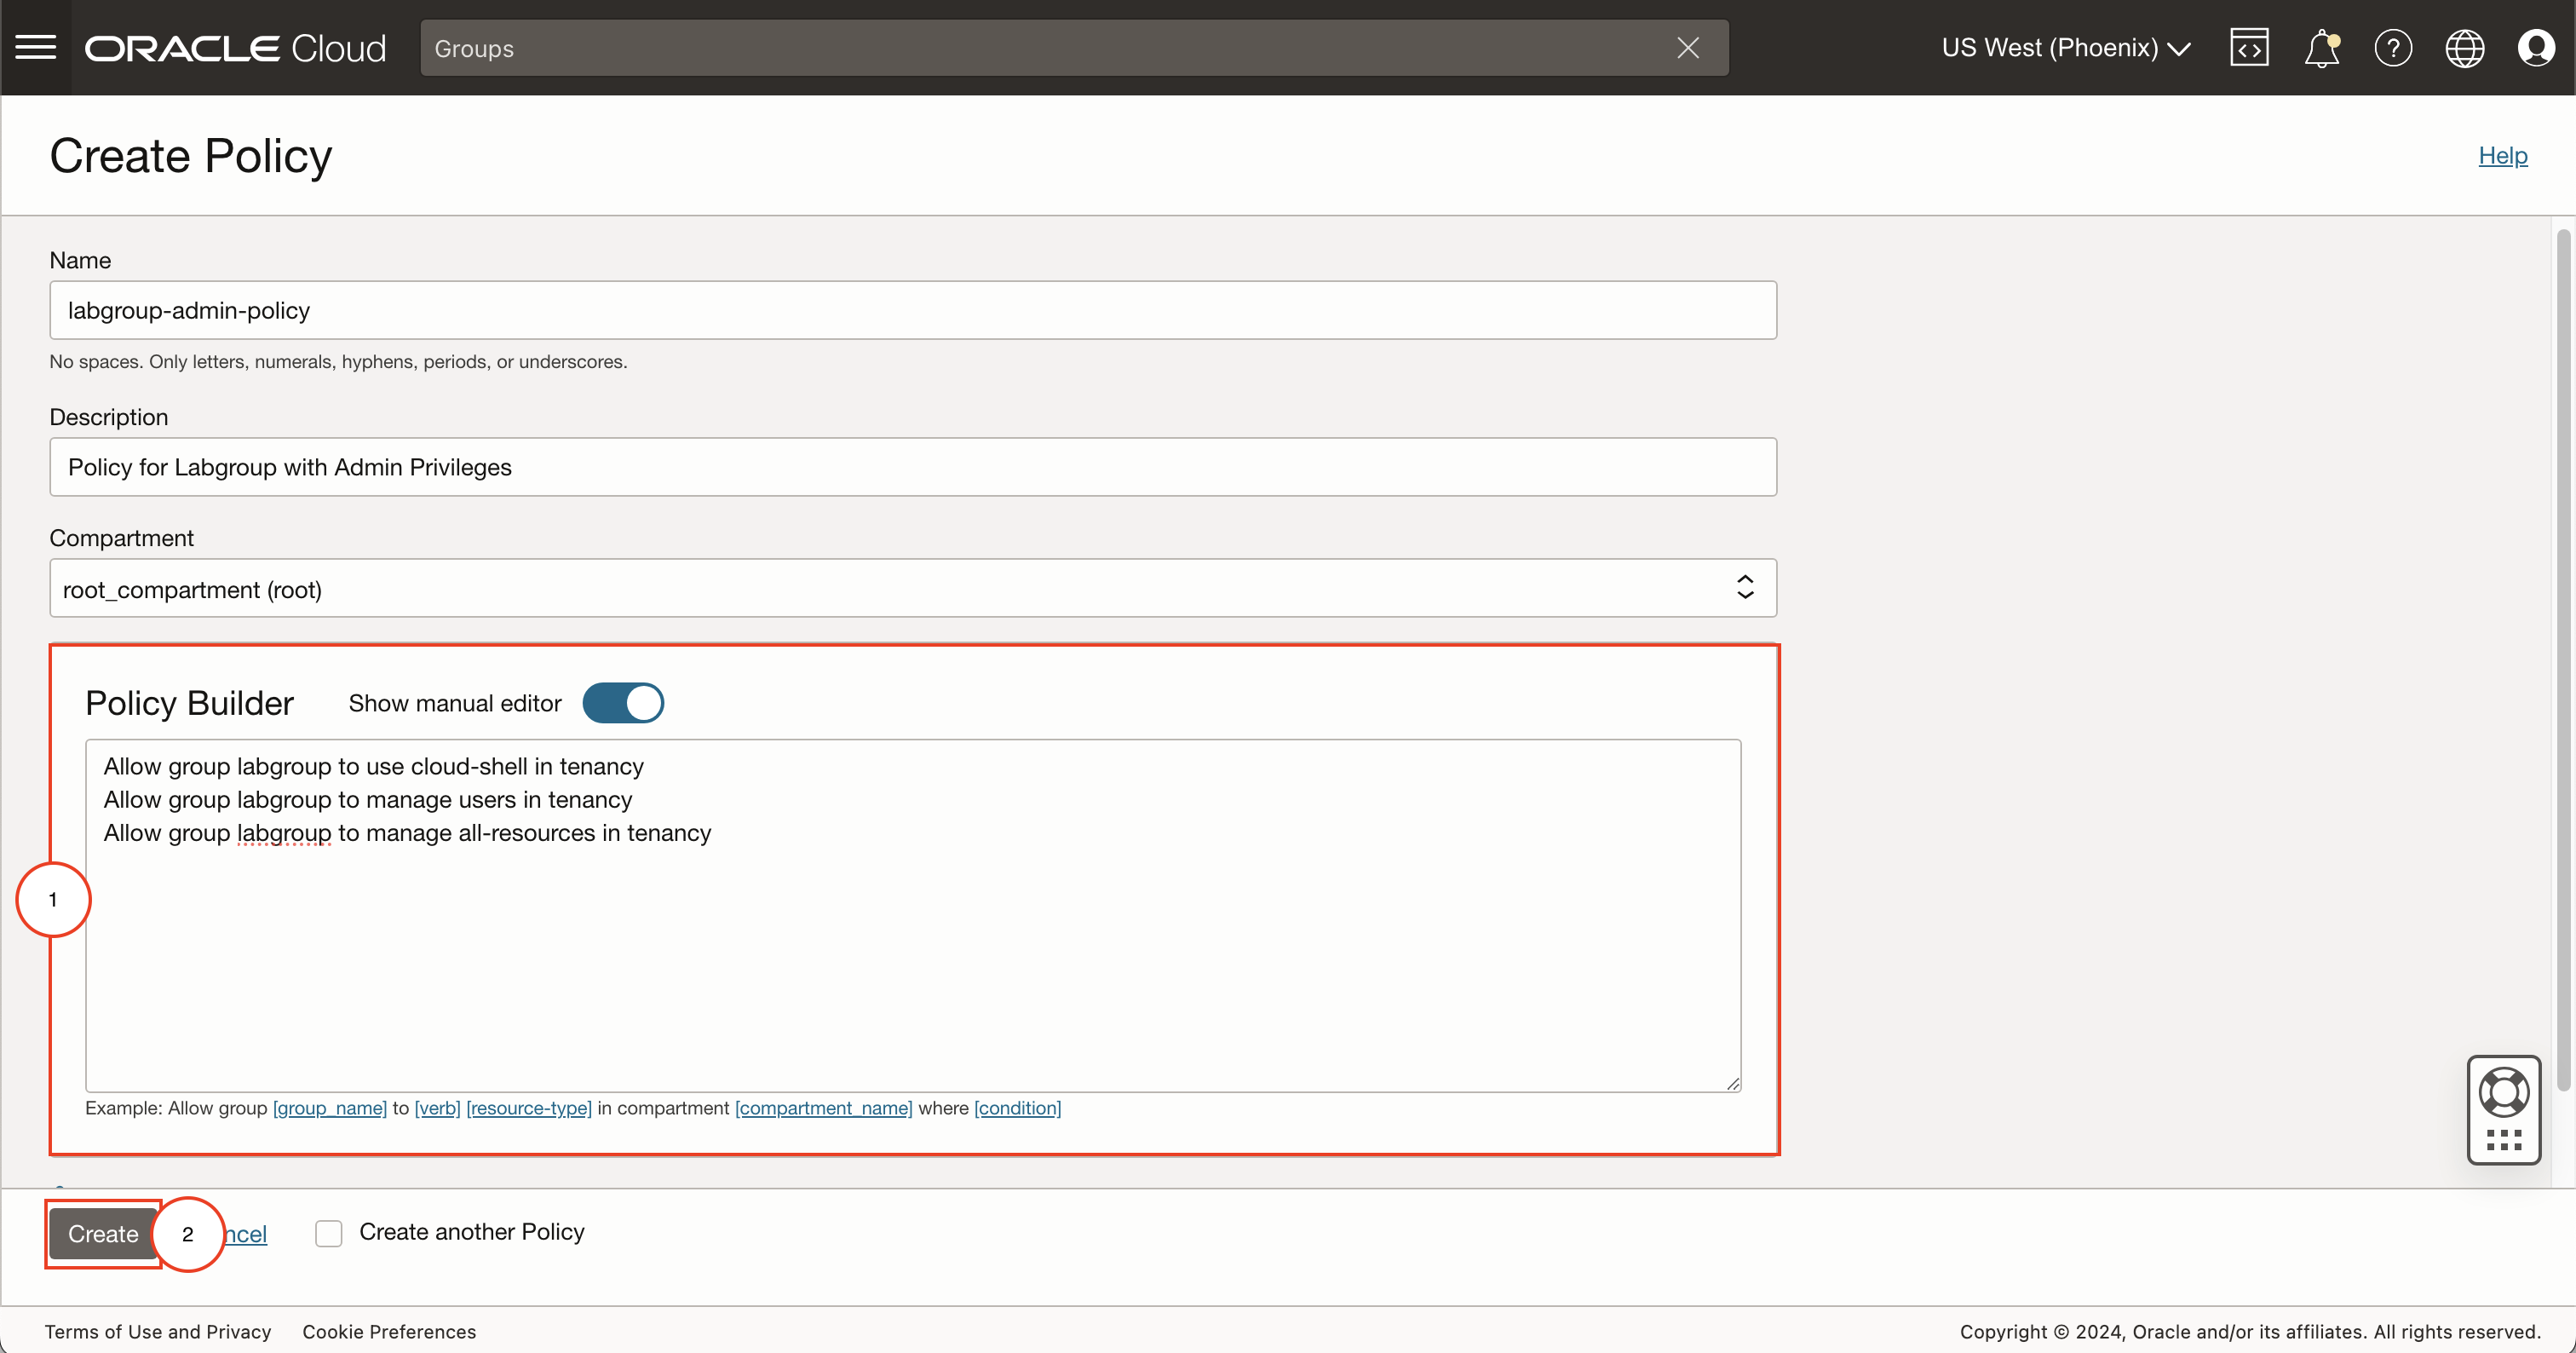 ORACLE Cloud
Groups
US West (Phoenix)
Create Policy
Help
Name
labgroup-admin-policy
No spaces. Only letters, numerals, hyphens, periods, or underscores.
Description
Policy for Labgroup with Admin Privileges
Compartment
root_compartment (root)
Policy Builder
Show manual editor
Allow group labgroup to use cloud-shell in tenancy
Allow group labgroup to manage users in tenancy
Allow group labgroup to manage all-resources in tenancy
1
Example: Allow group [group_name] to [verb] [resource-type] in compartment [compartment_name] where [condition]
Create
2
ncel
Create another Policy
Terms of Use and Privacy
Cookie Preferences
Copyright © 2024, Oracle and/or its affiliates. All rights reserved.